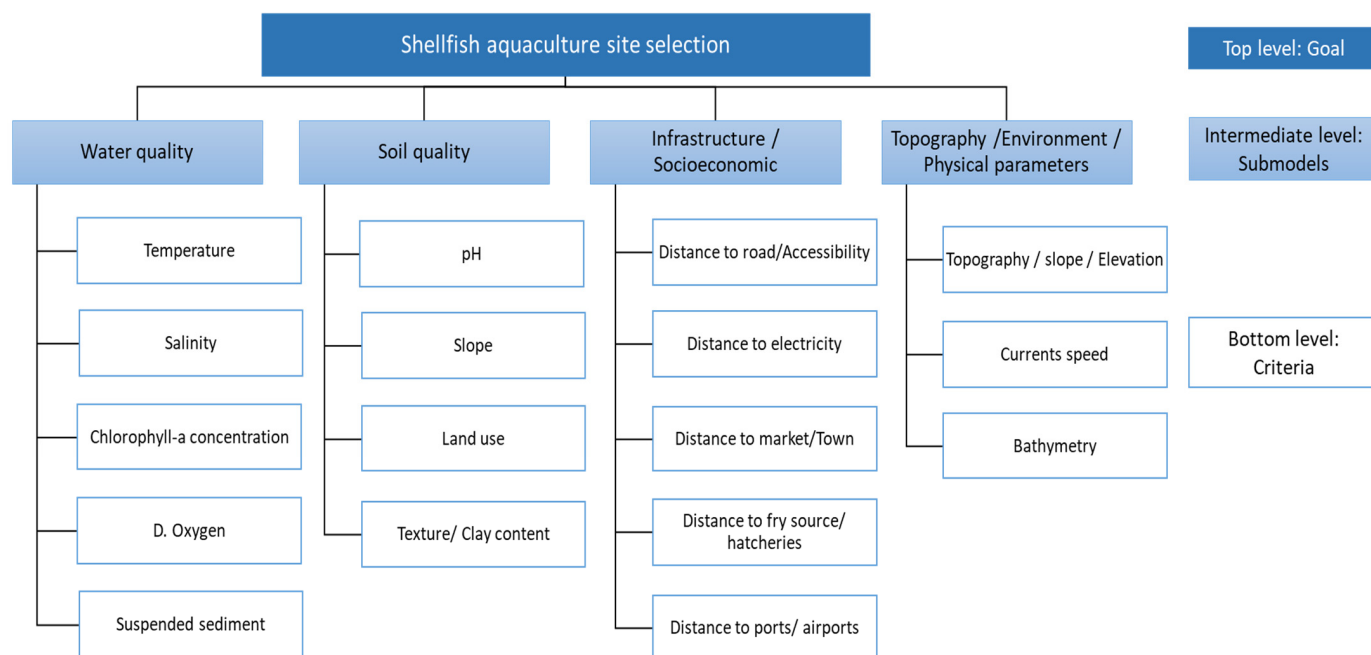 Shellfish aquaculture site selection
Top level: Goal
Water quality
Soil quality
Infrastructure /
Socioeconomic
Topography /Environment /
Physical parameters
Intermediate level:
Submodels
Temperature
Salinity
Chlorophyll-a concentration
D. Oxygen
Suspended sediment
pH
Slope
Land use
Texture/ Clay content
Distance to road/Accessibility
Distance to electricity
Distance to market/Town
Distance to fry source/
hatcheries
Distance to ports/ airports
Topography / slope / Elevation
Currents speed
Bathymetry
Bottom level:
Criteria